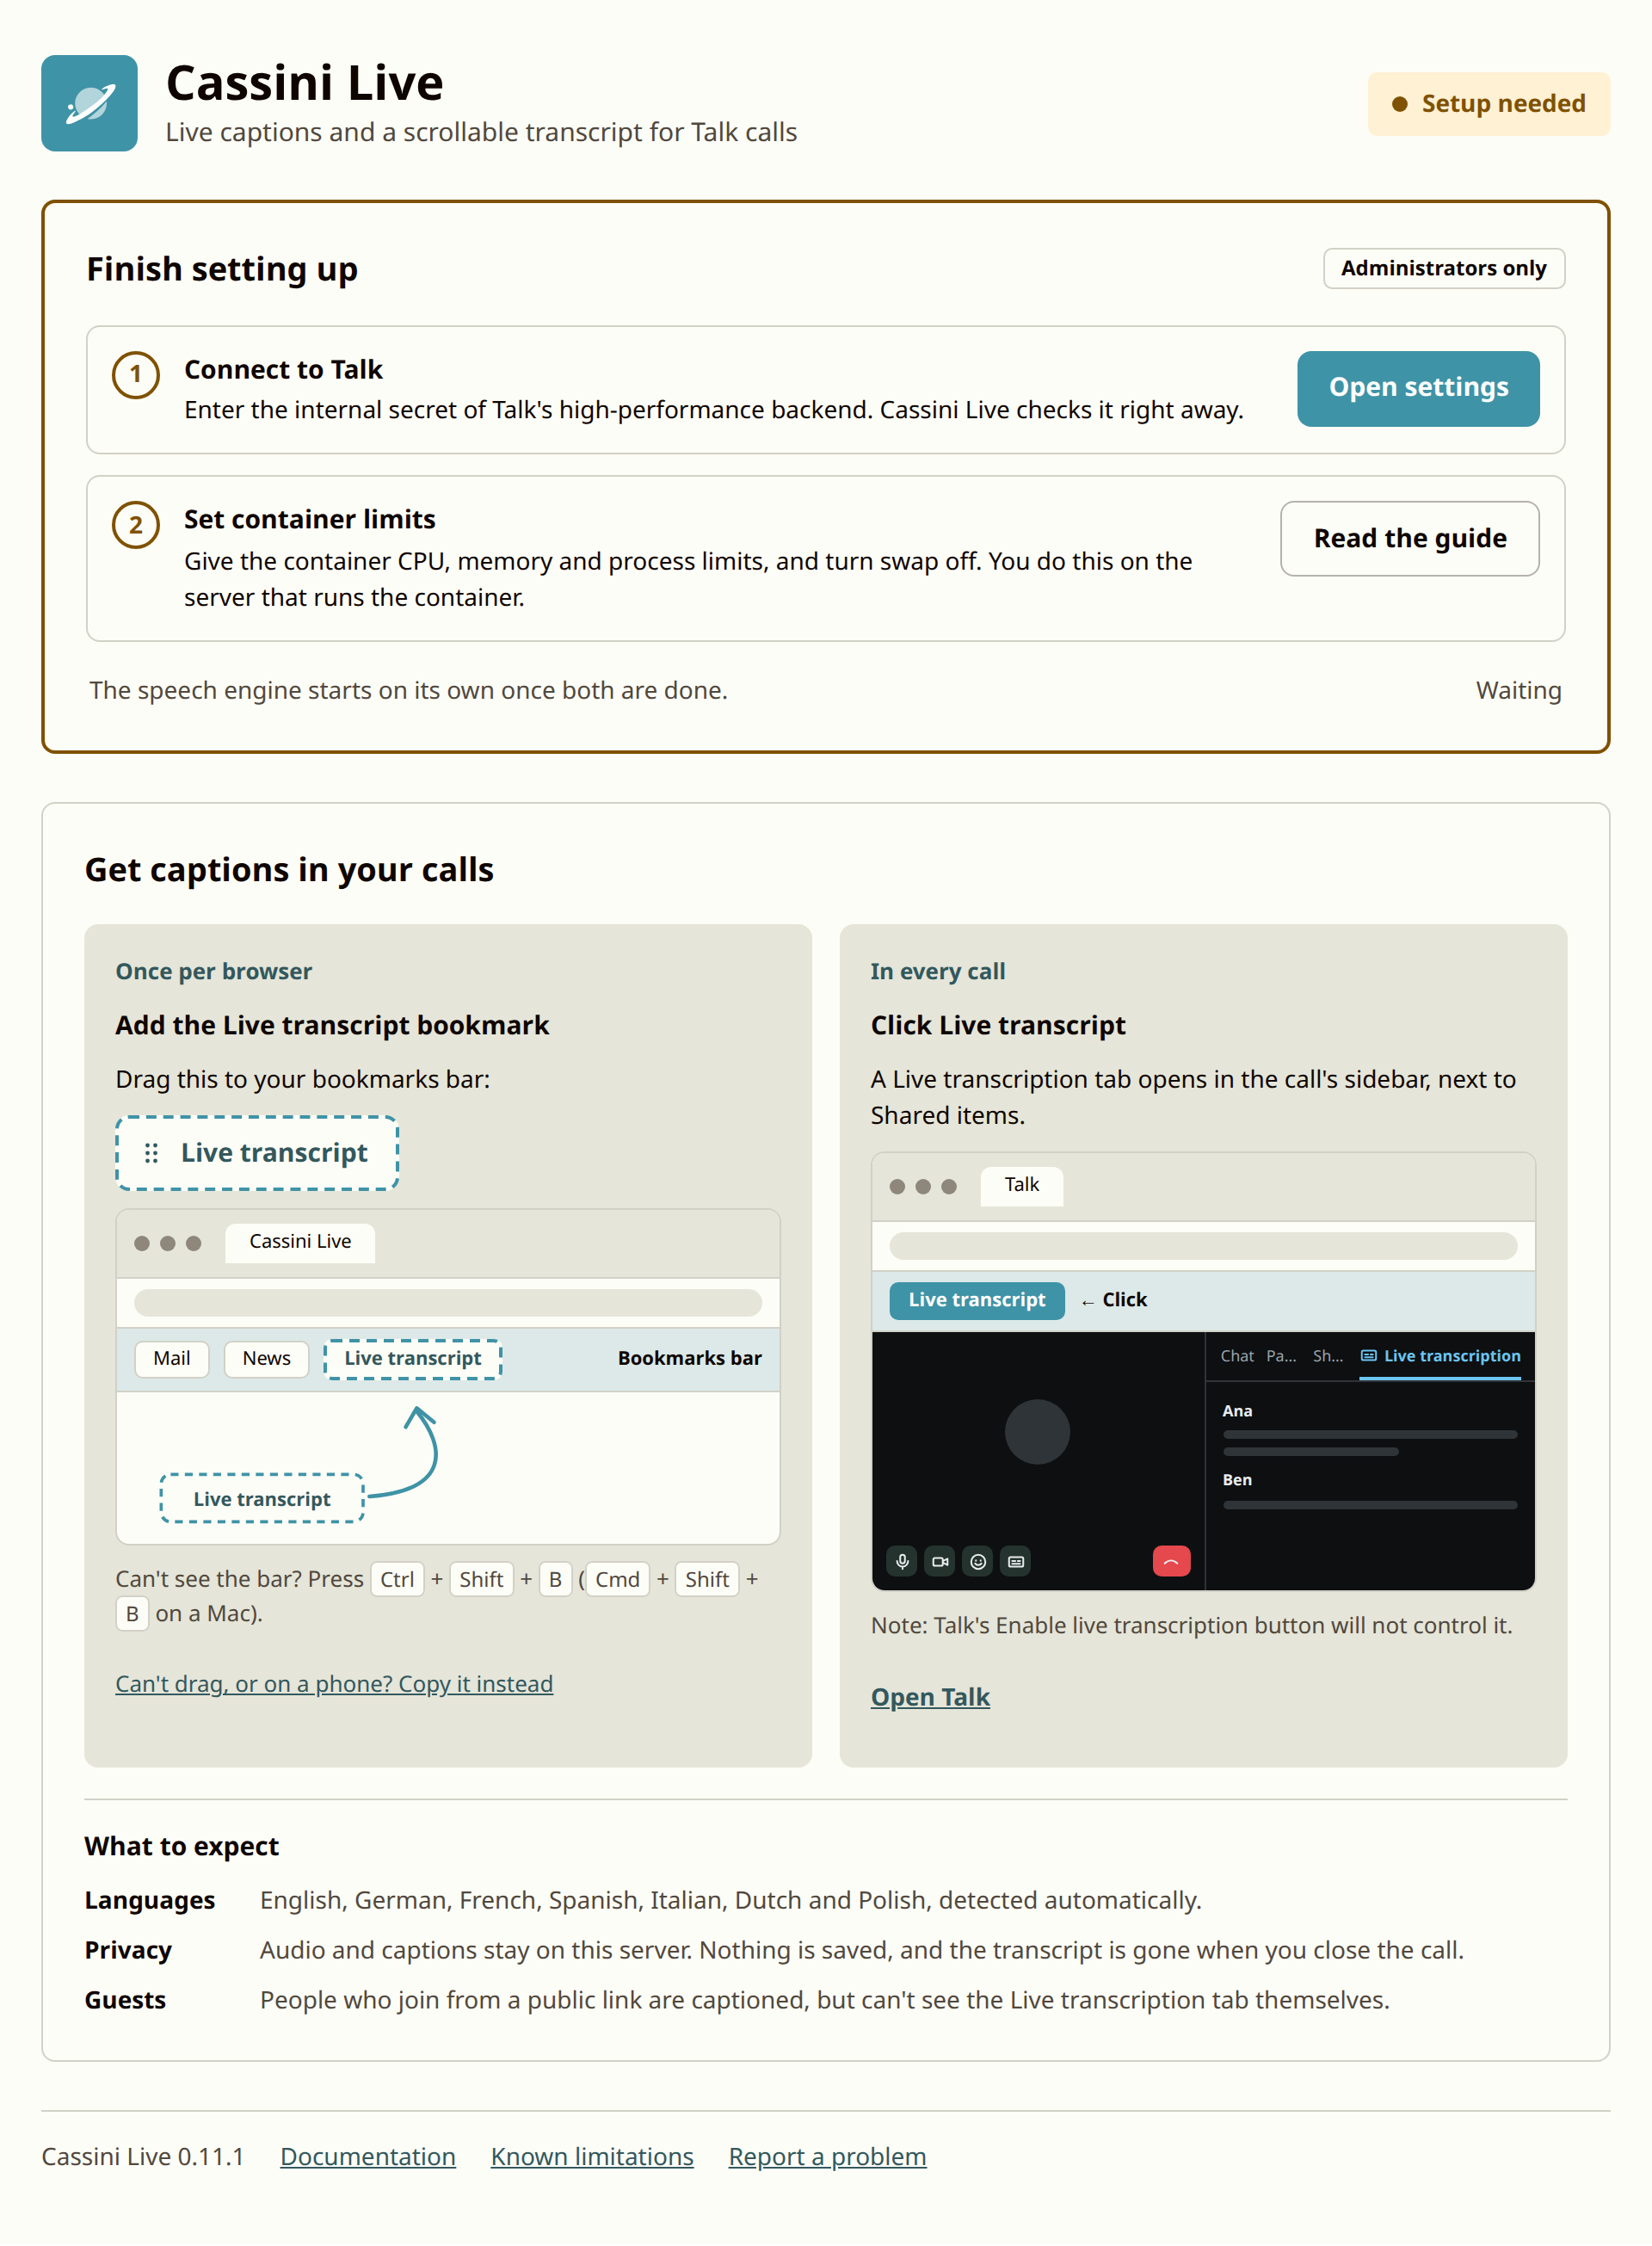 Cassini Live
Live captions and a scrollable transcript for Talk calls
Setup needed
Finish setting up
Administrators only
1
Connect to Talk
Enter the internal secret of Talk's high-performance backend. Cassini Live checks it right away.
Open settings
2
Set container limits
Give the container CPU, memory and process limits, and turn swap off. You do this on the
server that runs the container.
Read the guide
The speech engine starts on its own once both are done.
Waiting
Get captions in your calls
Once per browser
Add the Live transcript bookmark
Drag this to your bookmarks bar:
Live transcript
Cassini Live
Mail
News
Live transcript
Bookmarks bar
Live transcript
Can't see the bar? Press Ctrl + Shift + B (Cmd + Shift +
B on a Mac).
Can't drag, or on a phone? Copy it instead
In every call
Click Live transcript
A Live transcription tab opens in the call's sidebar, next to
Shared items.
Talk
Live transcript
← Click
Chat
Pa...
Sh...
Live transcription
Ana
Ben
Note: Talk's Enable live transcription button will not control it.
Open Talk
What to expect
Languages English, German, French, Spanish, Italian, Dutch and Polish, detected automatically.
Privacy Audio and captions stay on this server. Nothing is saved, and the transcript is gone when you close the call.
Guests People who join from a public link are captioned, but can't see the Live transcription tab themselves.
Cassini Live 0.11.1 Documentation Known limitations Report a problem